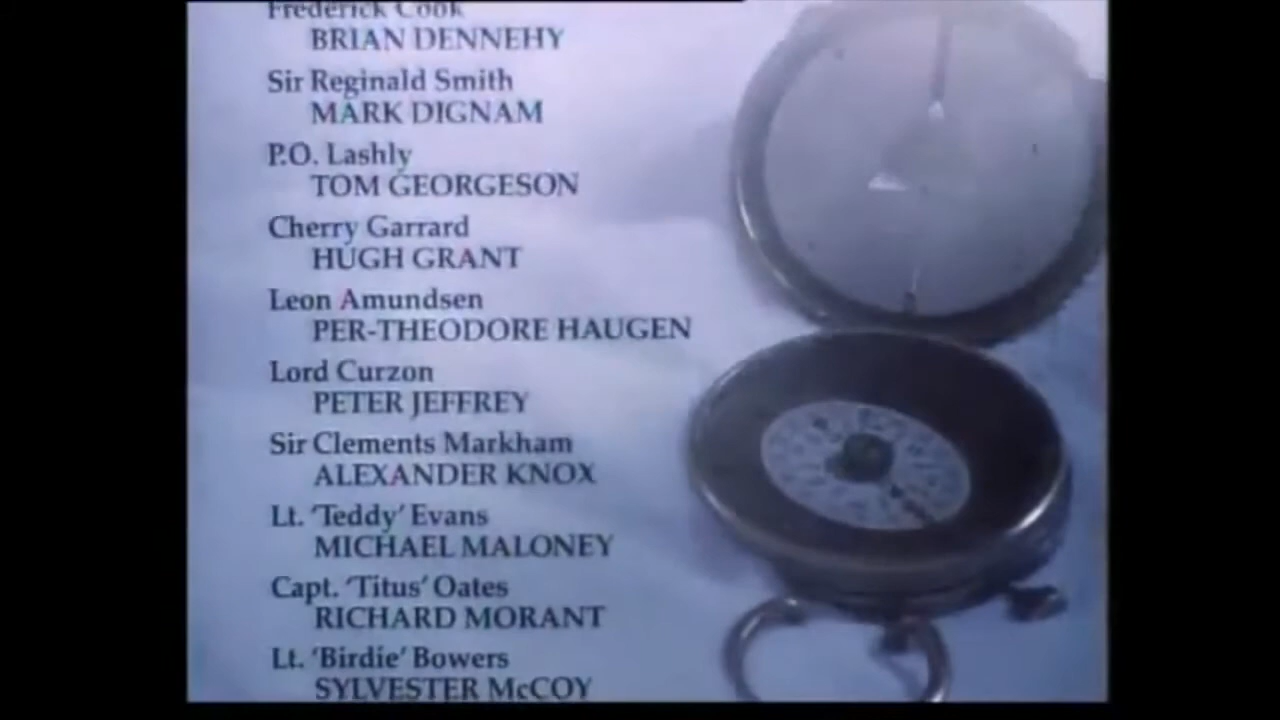 Frederick Cook
BRIAN DENNEHY
Sir Reginald Smith
MARK DIGNAM
P.O. Lashly
TOM GEORGESON
Cherry Garrard
HUGH GRANT
Leon Amundsen
PER-THEODORE HAUGEN
Lord Curzon
PETER JEFFREY
Sir Clements Markham
ALEXANDER KNOX
Lt. 'Teddy' Evans
MICHAEL MALONEY
Capt. 'Titus' Oates
RICHARD MORANT
Lt. 'Birdie' Bowers
SYLVESTER McCOY